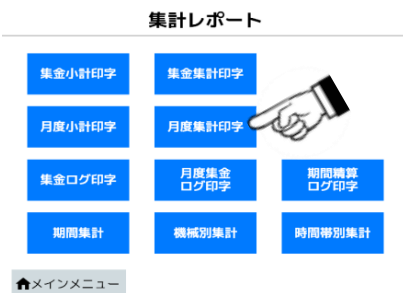 集計レポート
集金小計印字
集金集計印字
月度小計印字
月度集計印字
集金ログ印字
月度集金
ログ印字
期間精算
ログ印字
期間集計
機械別集計
時間帯別集計
メインメニュー